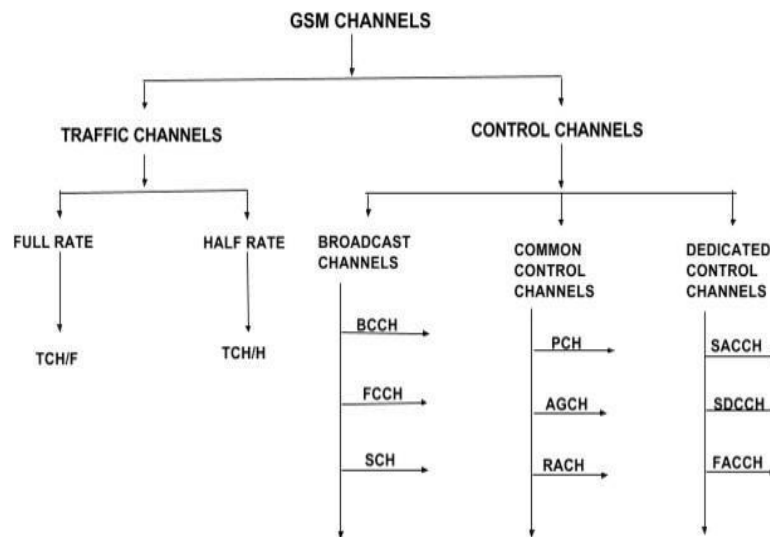 GSM CHANNELS
TRAFFIC CHANNELS
CONTROL CHANNELS
FULL RATE
HALF RATE
BROADCAST
CHANNELS
COMMON
CONTROL
CHANNELS
DEDICATED
CONTROL
CHANNELS
TCH/F
TCH/H
BCCH
FCCH
SCH
PCH
AGCH
RACH
SACCH
SDCCH
FACCH